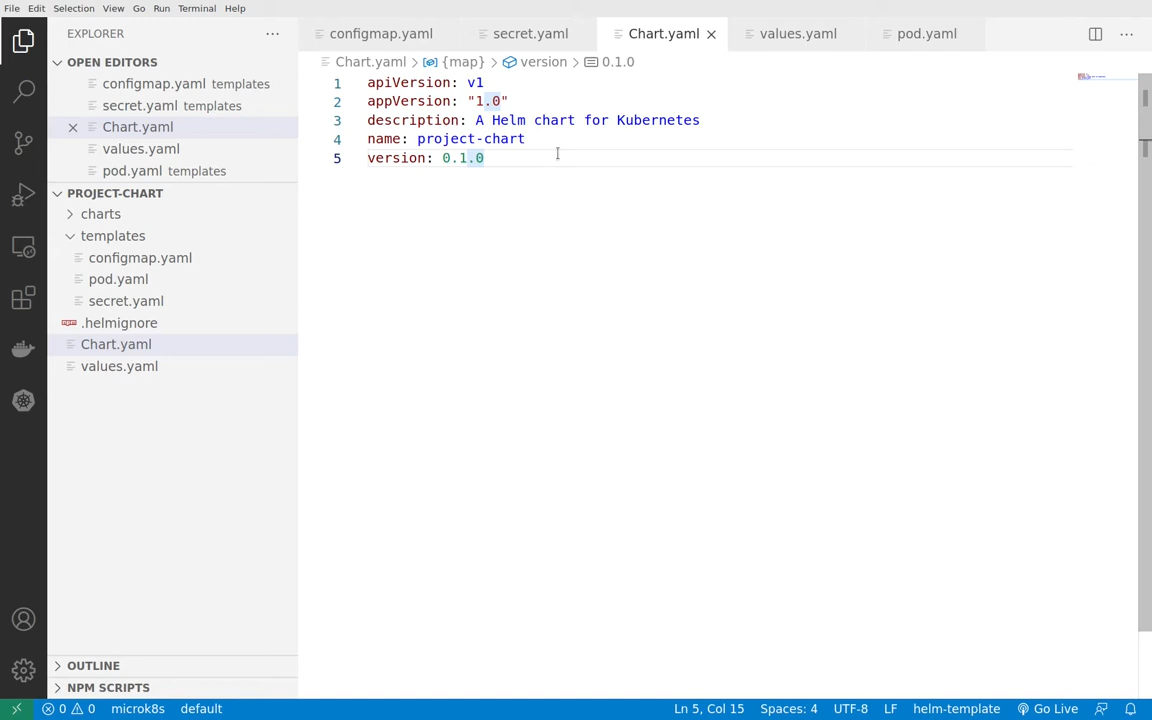 File Edit Selection View Go Run Terminal Help
EXPLORER
OPEN EDITORS
configmap.yaml templates
secret.yaml templates
Chart.yaml
values.yaml
pod.yaml templates
PROJECT-CHART
charts
templates
configmap.yaml
pod.yaml
secret.yaml
npm .helmignore
Chart.yaml
values.yaml
OUTLINE
NPM SCRIPTS
configmap.yaml secret.yaml Chart.yaml values.yaml pod.yaml
Chart.yaml > {map} > version > 0.1.0
1 apiVersion: v1
2 appVersion: "1.0"
3 description: A Helm chart for Kubernetes
4 name: project-chart
5 version: 0.1.0
0 0 microk8s default Ln 5, Col 15 Spaces: 4 UTF-8 LF helm-template Go Live